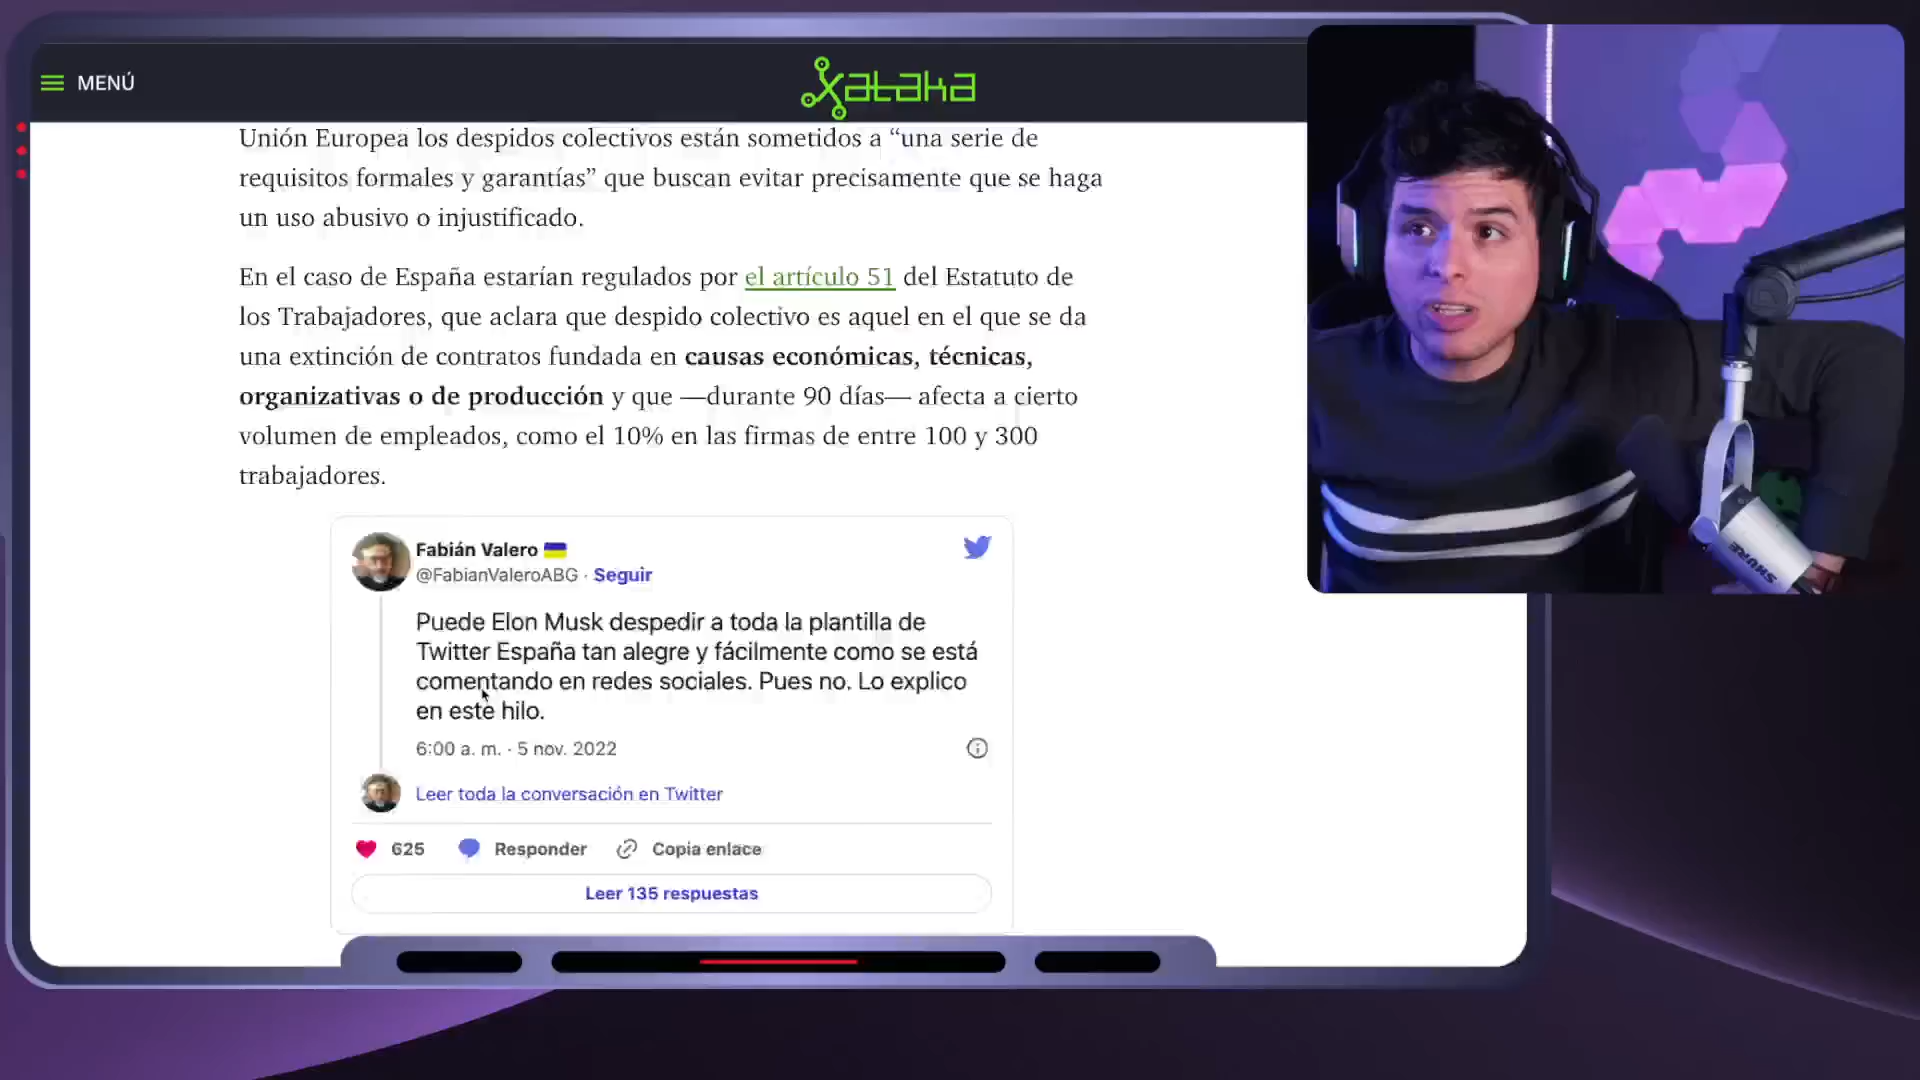 MENÚ
xataka
Unión Europea los despidos colectivos están sometidos a “una serie de
requisitos formales y garantías” que buscan evitar precisamente que se haga
un uso abusivo o injustificado.
En el caso de España estarían regulados por el artículo 51 del Estatuto de
los Trabajadores, que aclara que despido colectivo es aquel en el que se da
una extinción de contratos fundada en causas económicas, técnicas,
organizativas o de producción y que —durante 90 días— afecta a cierto
volumen de empleados, como el 10% en las firmas de entre 100 y 300
trabajadores.
Fabián Valero
@FabianValeroABG · Seguir
Puede Elon Musk despedir a toda la plantilla de
Twitter España tan alegre y fácilmente como se está
comentando en redes sociales. Pues no. Lo explico
en este hilo.
6:00 a. m. · 5 nov. 2022
Leer toda la conversación en Twitter
625 Responder Copia enlace
Leer 135 respuestas
SHURE